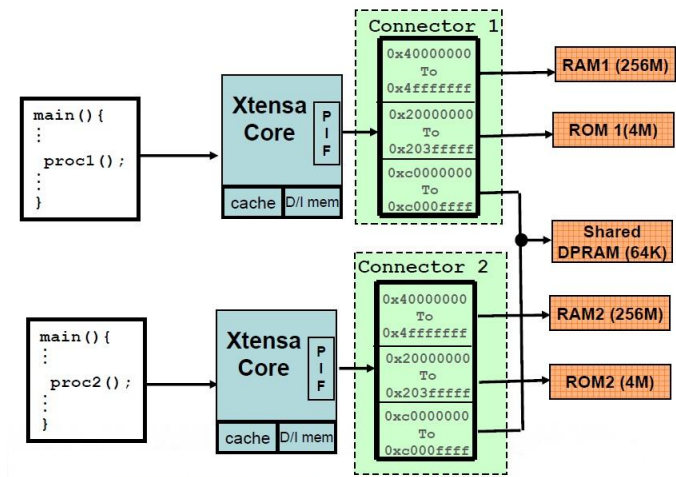 main(){
:
proc1();
:
}
Xtensa
Core
PIF
cache
D/I mem
Connector 1
0x40000000
To
0x4fffffff
0x20000000
To
0x203fffff
0xc0000000
To
0xc000ffff
RAM1 (256M)
ROM 1(4M)
Shared
DPRAM (64K)
main(){
:
proc2();
:
}
Xtensa
Core
PIF
cache
D/I mem
Connector 2
0x40000000
To
0x4fffffff
0x20000000
To
0x203fffff
0xc0000000
To
0xc000ffff
RAM2 (256M)
ROM2 (4M)